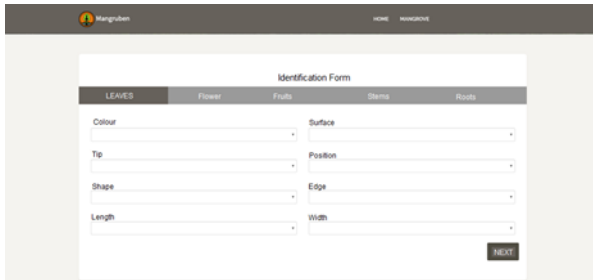 Mangruben HOME MANGROVE
Identification Form
LEAVES Flower Fruits Stems Roots
Colour Surface
Tip Position
Shape Edge
Length Width
NEXT